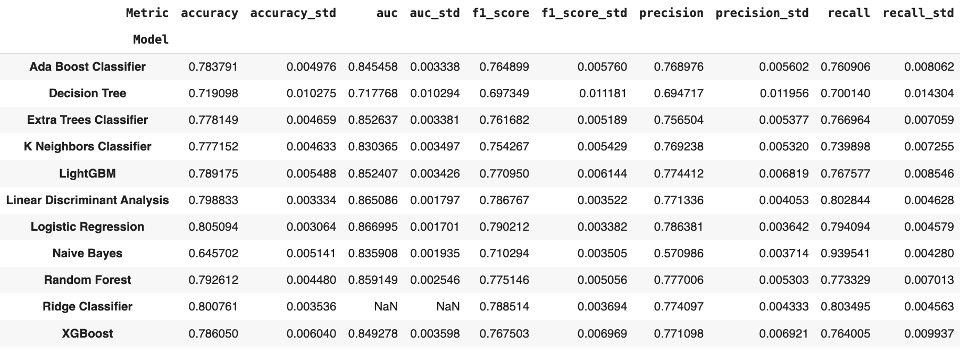 Metric accuracy accuracy_std auc auc_std f1_score f1_score_std precision precision_std recall recall_std
Model
Ada Boost Classifier 0.783791 0.004976 0.845458 0.003338 0.764899 0.005760 0.768976 0.005602 0.760906 0.008062
Decision Tree 0.719098 0.010275 0.717768 0.010294 0.697349 0.011181 0.694717 0.011956 0.700140 0.014304
Extra Trees Classifier 0.778149 0.004659 0.852637 0.003381 0.761682 0.005189 0.756504 0.005377 0.766964 0.007059
K Neighbors Classifier 0.777152 0.004633 0.830365 0.003497 0.754267 0.005429 0.769238 0.005320 0.739898 0.007255
LightGBM 0.789175 0.005488 0.852407 0.003426 0.770950 0.006144 0.774412 0.006819 0.767577 0.008546
Linear Discriminant Analysis 0.798833 0.003334 0.865086 0.001797 0.786767 0.003522 0.771336 0.004053 0.802844 0.004628
Logistic Regression 0.805094 0.003064 0.866995 0.001701 0.790212 0.003382 0.786381 0.003642 0.794094 0.004579
Naive Bayes 0.645702 0.005141 0.835908 0.001935 0.710294 0.003505 0.570986 0.003714 0.939541 0.004280
Random Forest 0.792612 0.004480 0.859149 0.002546 0.775146 0.005056 0.777006 0.005303 0.773329 0.007013
Ridge Classifier 0.800761 0.003536 NaN NaN 0.788514 0.003694 0.774097 0.004333 0.803495 0.004563
XGBoost 0.786050 0.006040 0.849278 0.003598 0.767503 0.006969 0.771098 0.006921 0.764005 0.009937